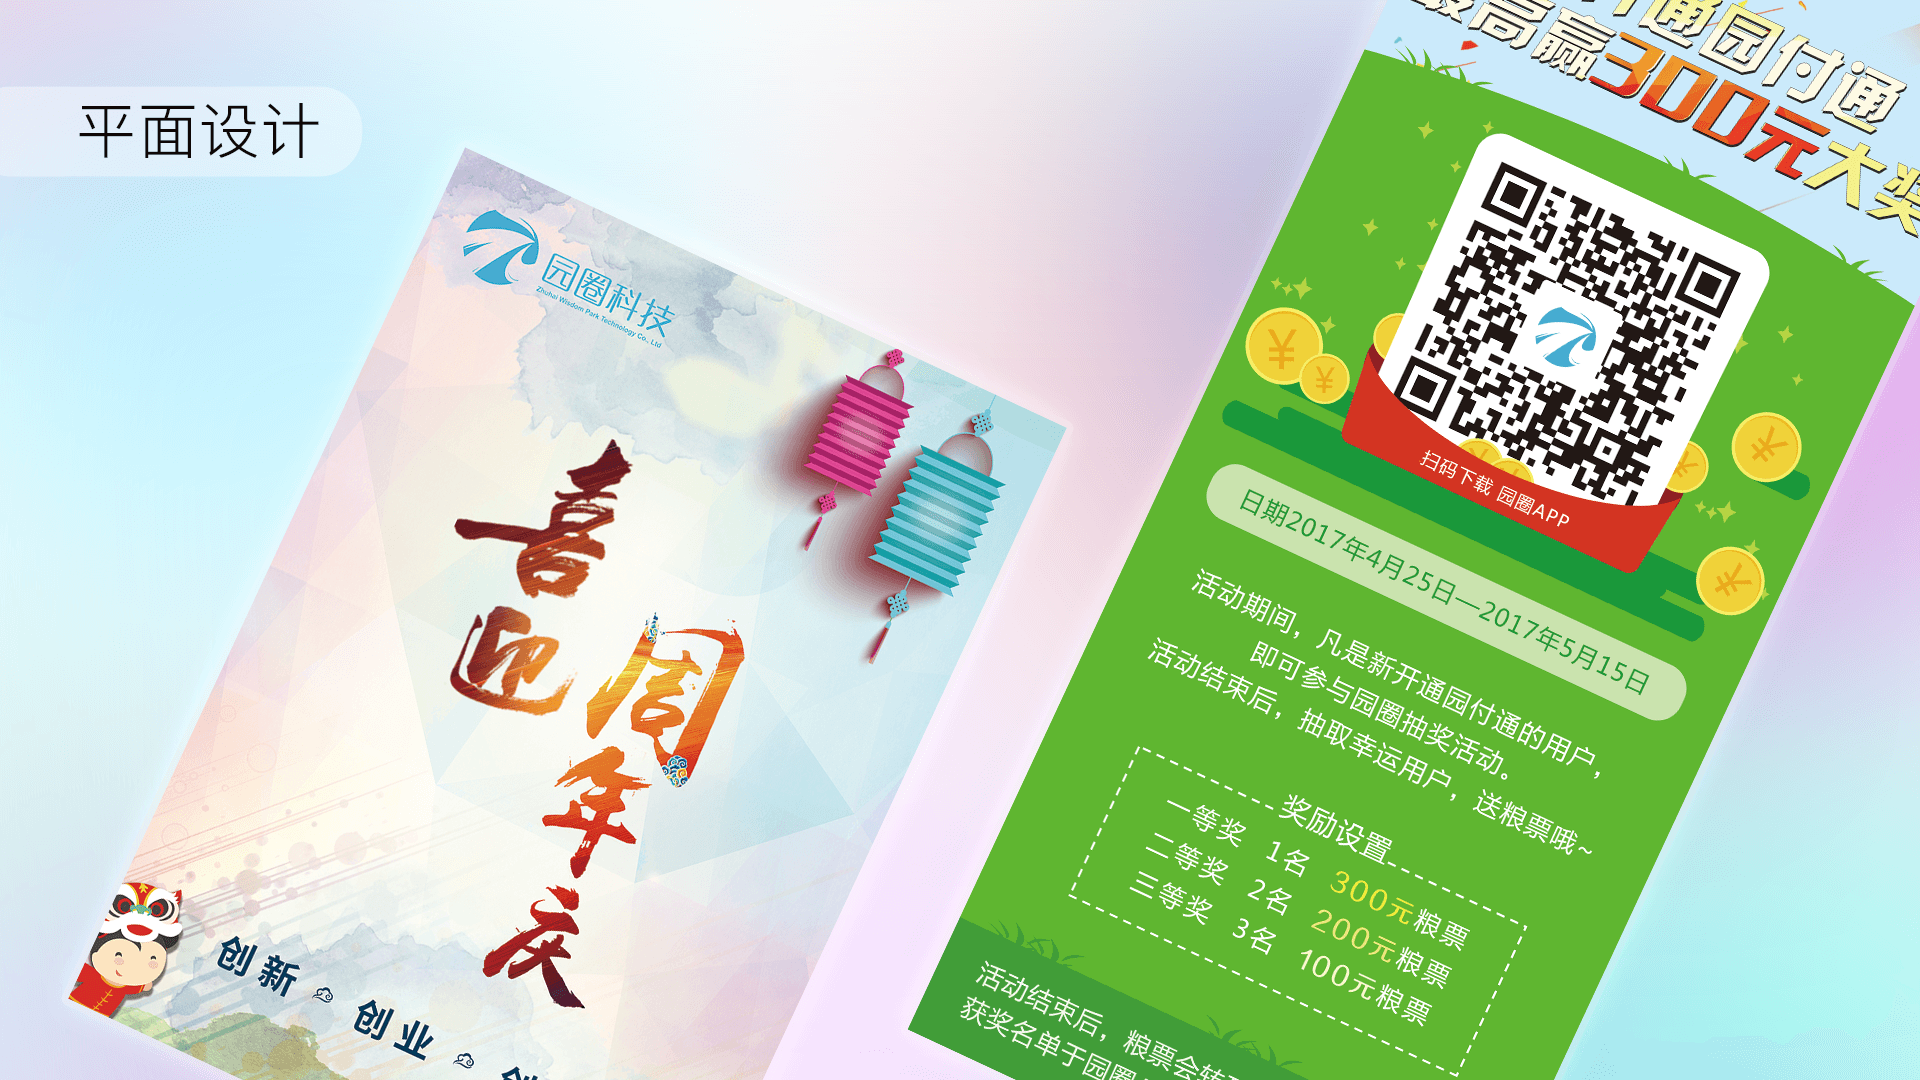 平面设计
园圈科技
Zhuhai Wisdom Park Technology Co., Ltd
喜迎
周年庆
创新
创业
开通园付通
最高赢300元大奖
扫码下载 园圈APP
日期2017年4月25日—2017年5月15日
活动期间，凡是新开通园付通的用户，
即可参与园圈抽奖活动。
活动结束后，抽取幸运用户，送粮票哦~
奖励设置
一等奖 1名 300元粮票
二等奖 2名 200元粮票
三等奖 3名 100元粮票
活动结束后，粮票会转
获奖名单于园圈